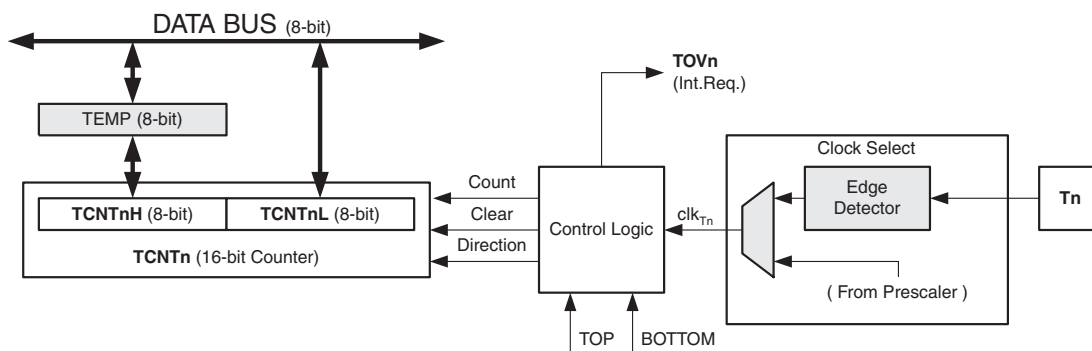 DATA BUS (8-bit)
TOVn
(Int.Req.)
TEMP (8-bit)
Clock Select
TCNTnH (8-bit)
TCNTnL (8-bit)
TCNTn (16-bit Counter)
Count
Clear
Direction
Control Logic
clkTn
Edge
Detector
Tn
( From Prescaler )
TOP
BOTTOM